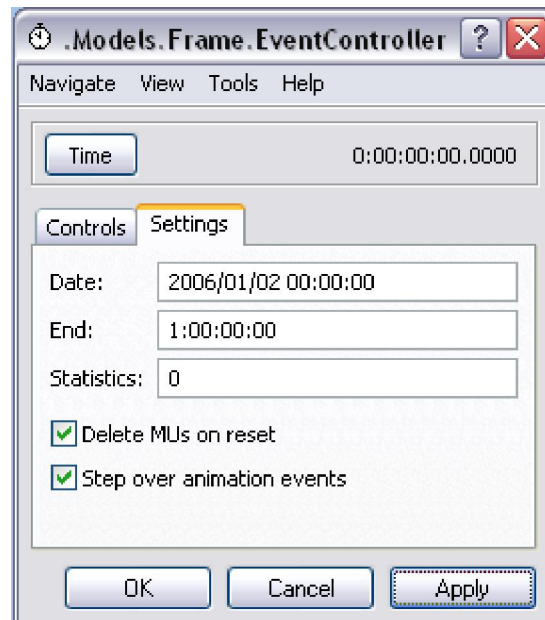 .Models.Frame.EventController ?
Navigate View Tools Help
Time 0:00:00:00.0000
Controls Settings
Date: 2006/01/02 00:00:00
End: 1:00:00:00
Statistics: 0
Delete MUs on reset
Step over animation events
OK Cancel Apply